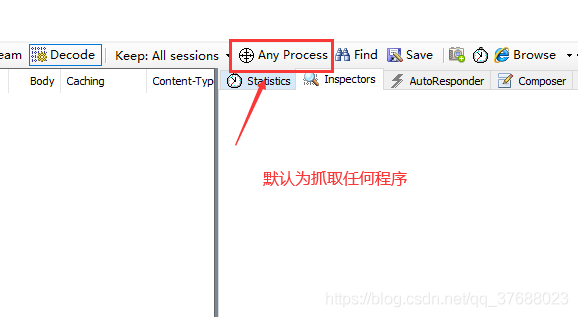 eam Decode Keep: All sessions Any Process Find Save Browse
Body Caching Content-Typ Statistics Inspectors AutoResponder Composer
默认为抓取任何程序
https://blog.csdn.net/qq_37688023